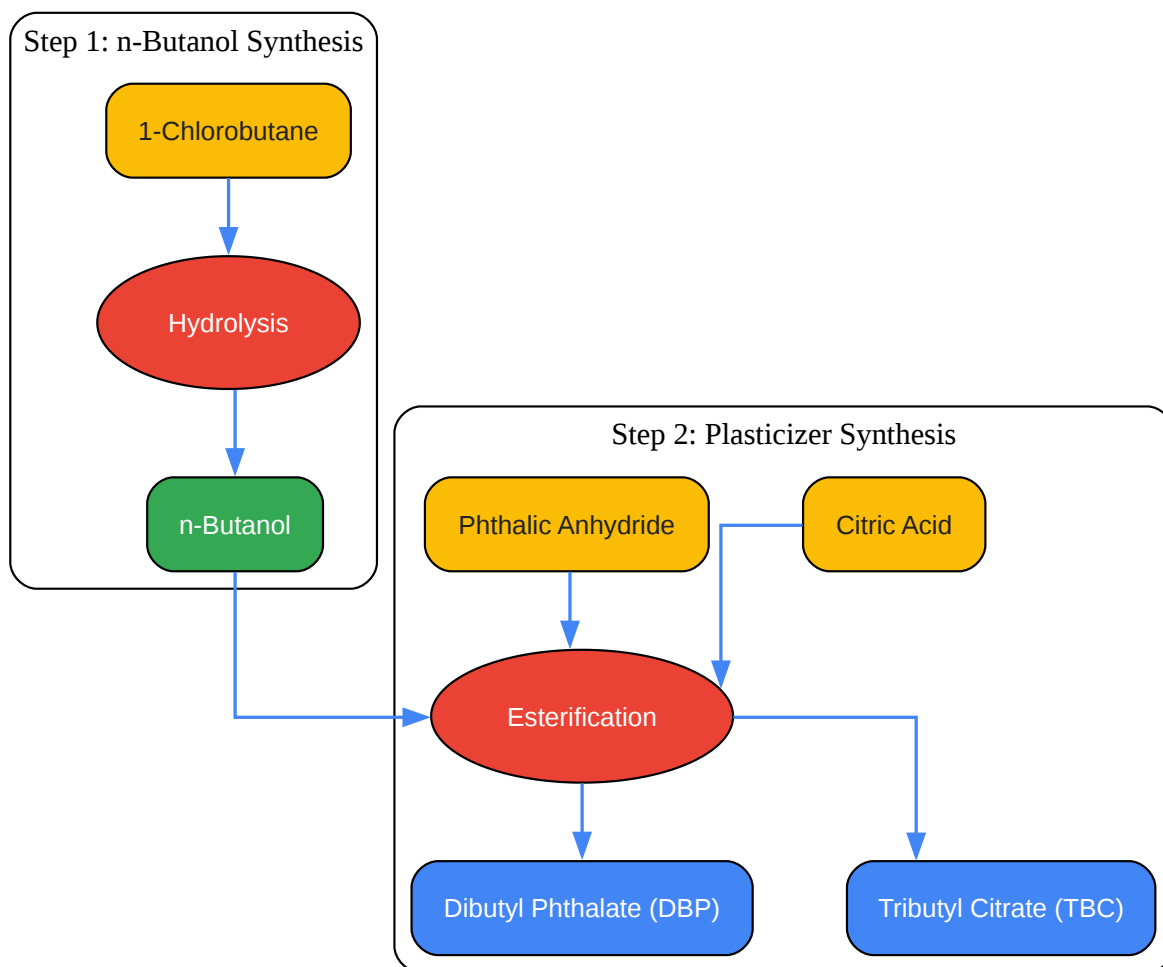 Step 1: n-Butanol Synthesis
1-Chlorobutane
Hydrolysis
n-Butanol
Step 2: Plasticizer Synthesis
Phthalic Anhydride
Citric Acid
Esterification
Dibutyl Phthalate (DBP)
Tributyl Citrate (TBC)